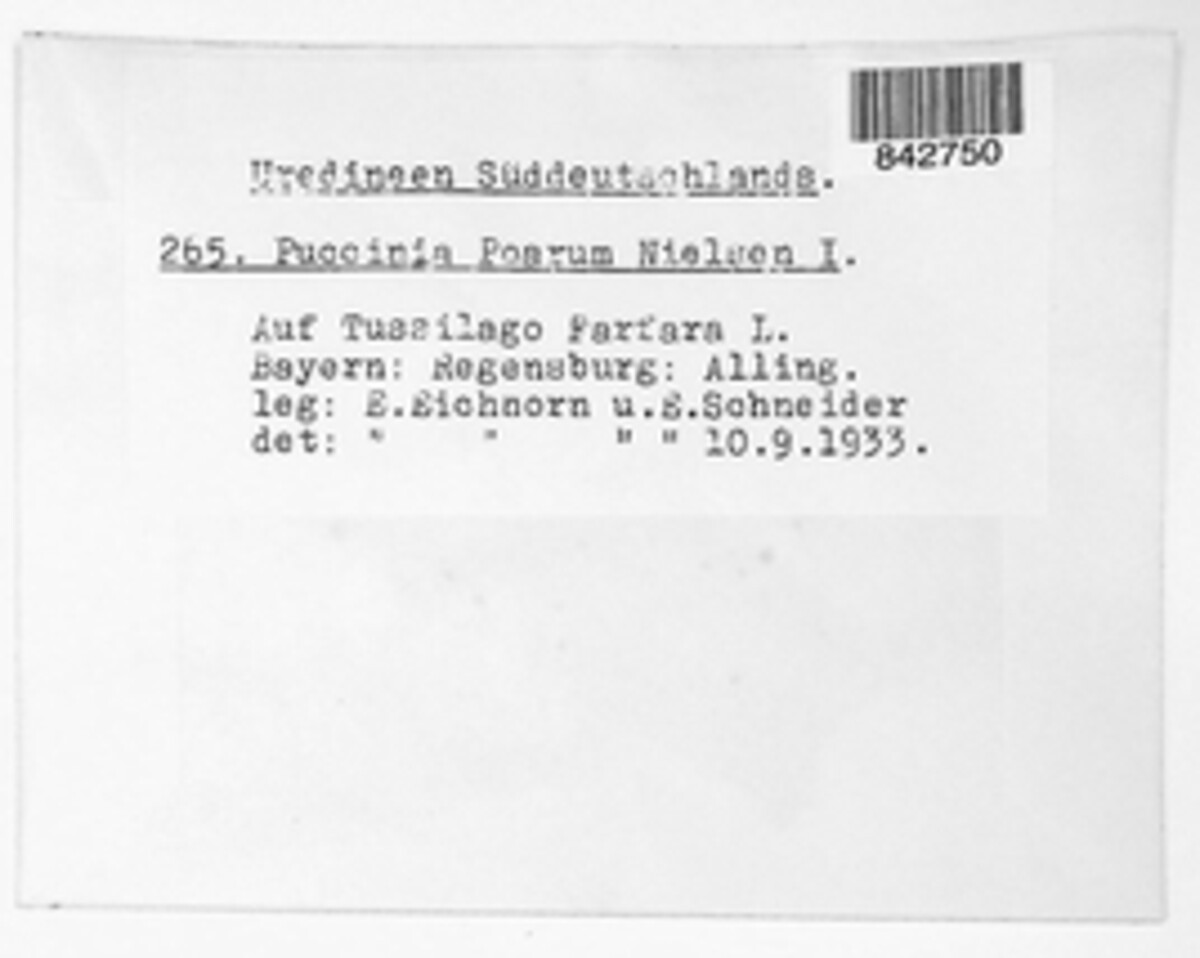 842750
Uredineen Süddeutschlands.
265. Puccinia Poarum Nielsen I.
Auf Tussilago Farfara L.
Bayern: Regensburg: Alling.
leg: E.Eichhorn u.E.Schneider
det: " " " " 10.9.1933.